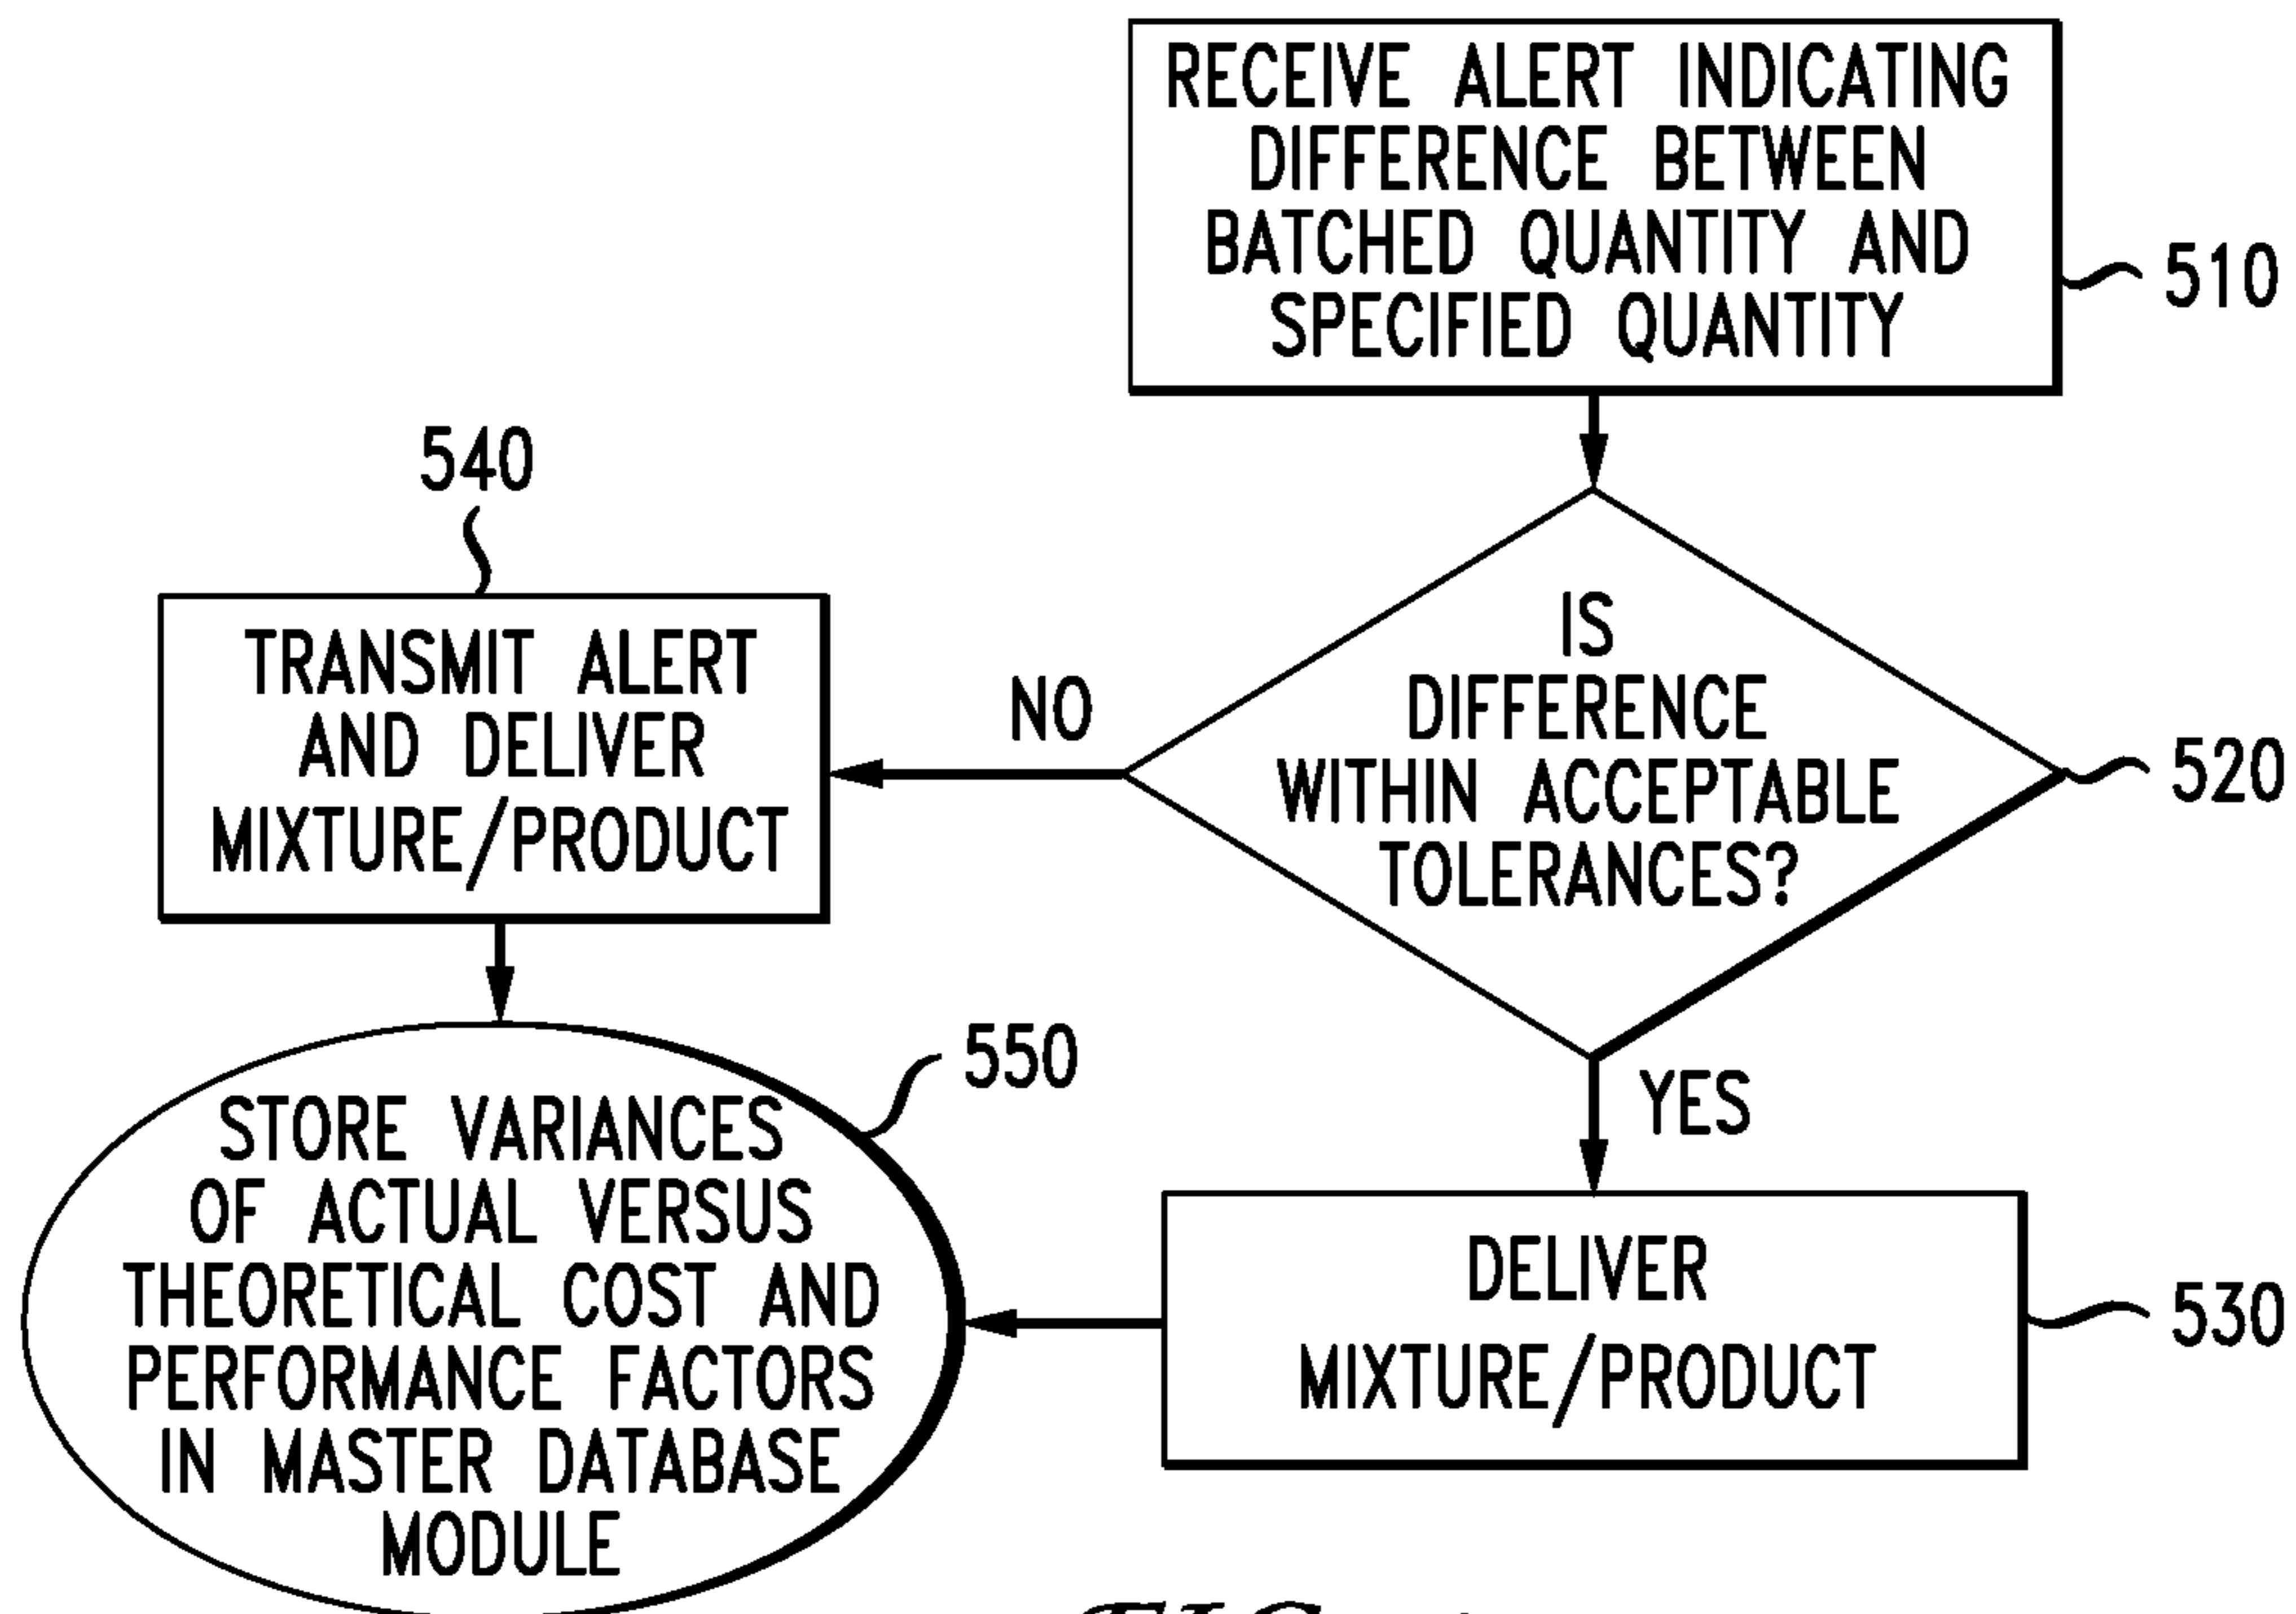 RECEIVE ALERT INDICATING
DIFFERENCE BETWEEN
BATCHED QUANTITY AND
SPECIFIED QUANTITY
510
540
TRANSMIT ALERT
AND DELIVER
MIXTURE/PRODUCT
NO
IS
DIFFERENCE
WITHIN ACCEPTABLE
TOLERANCES?
520
550
STORE VARIANCES
OF ACTUAL VERSUS
THEORETICAL COST AND
PERFORMANCE FACTORS
IN MASTER DATABASE
MODULE
YES
DELIVER
MIXTURE/PRODUCT
530